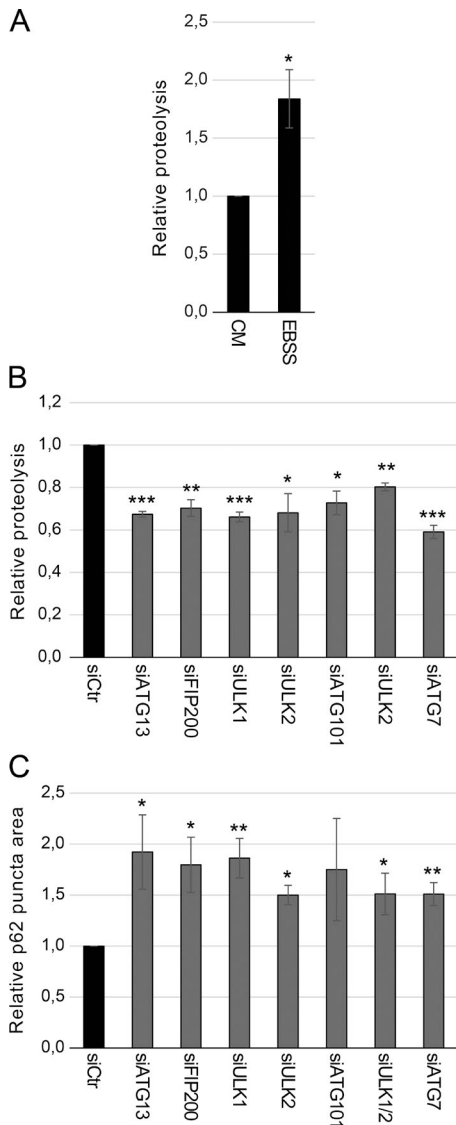 A
Relative proteolysis
2,5
2,0
1,5
1,0
0,5
0,0
*
CM
EBSS
B
Relative proteolysis
1,2
1,0
0,8
0,6
0,4
0,2
0,0
*** ** *** * * ** ***
siCtr
siATG13
siFIP200
siULK1
siULK2
siATG101
siULK2
siATG7
C
Relative p62 puncta area
2,5
2,0
1,5
1,0
0,5
0,0
* * ** * * **
siCtr
siATG13
siFIP200
siULK1
siULK2
siATG101
siULK1/2
siATG7